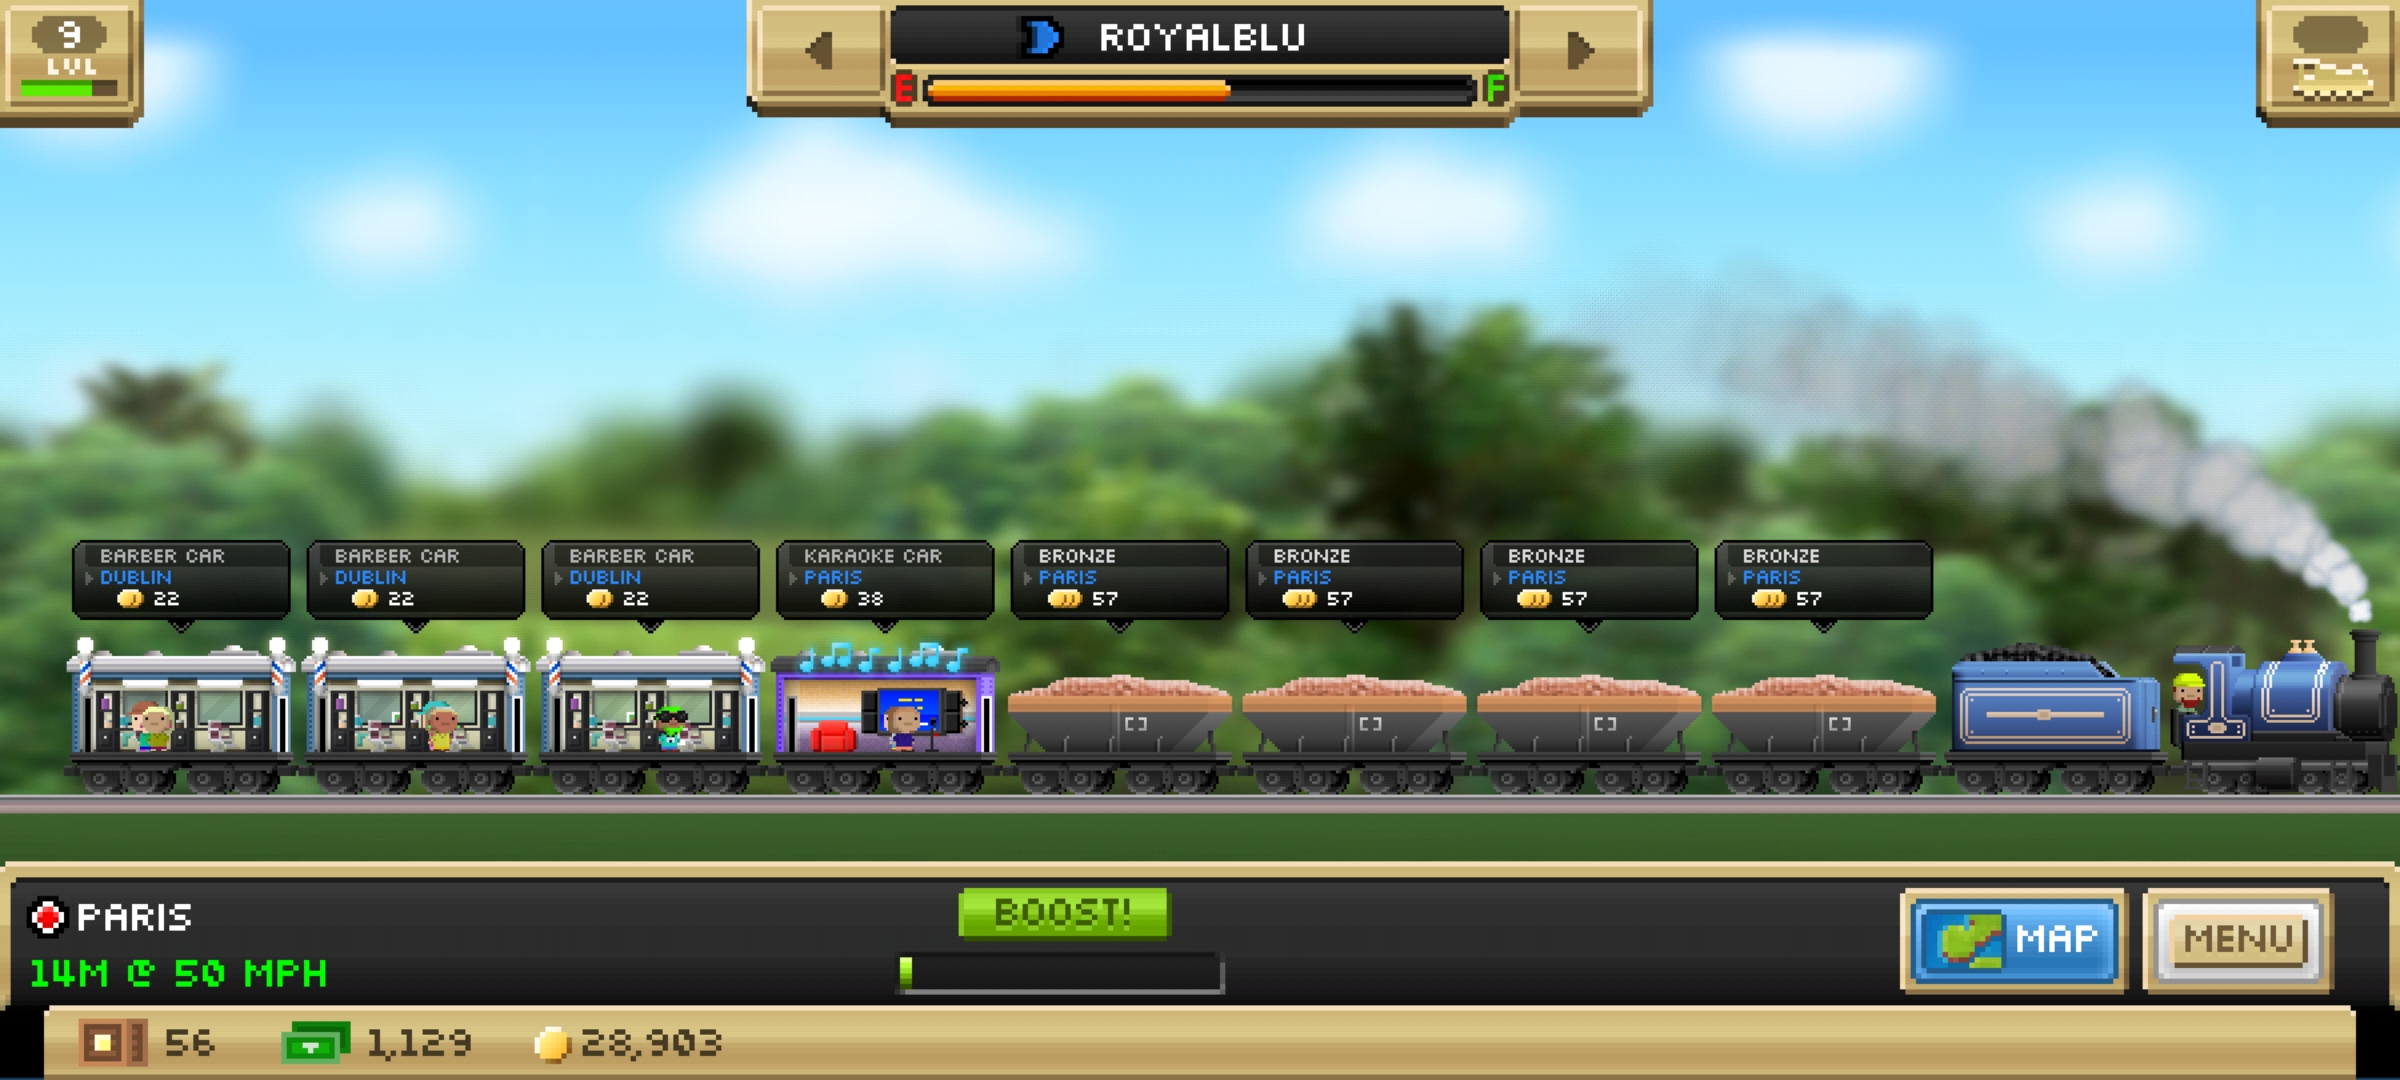 9
LVL
ROYALBLU
E
F
BARBER CAR
DUBLIN
22
BARBER CAR
DUBLIN
22
BARBER CAR
DUBLIN
22
KARAOKE CAR
PARIS
38
BRONZE
PARIS
57
BRONZE
PARIS
57
BRONZE
PARIS
57
BRONZE
PARIS
57
PARIS
14M @ 50 MPH
BOOST!
MAP
MENU
56
1,129
28,903